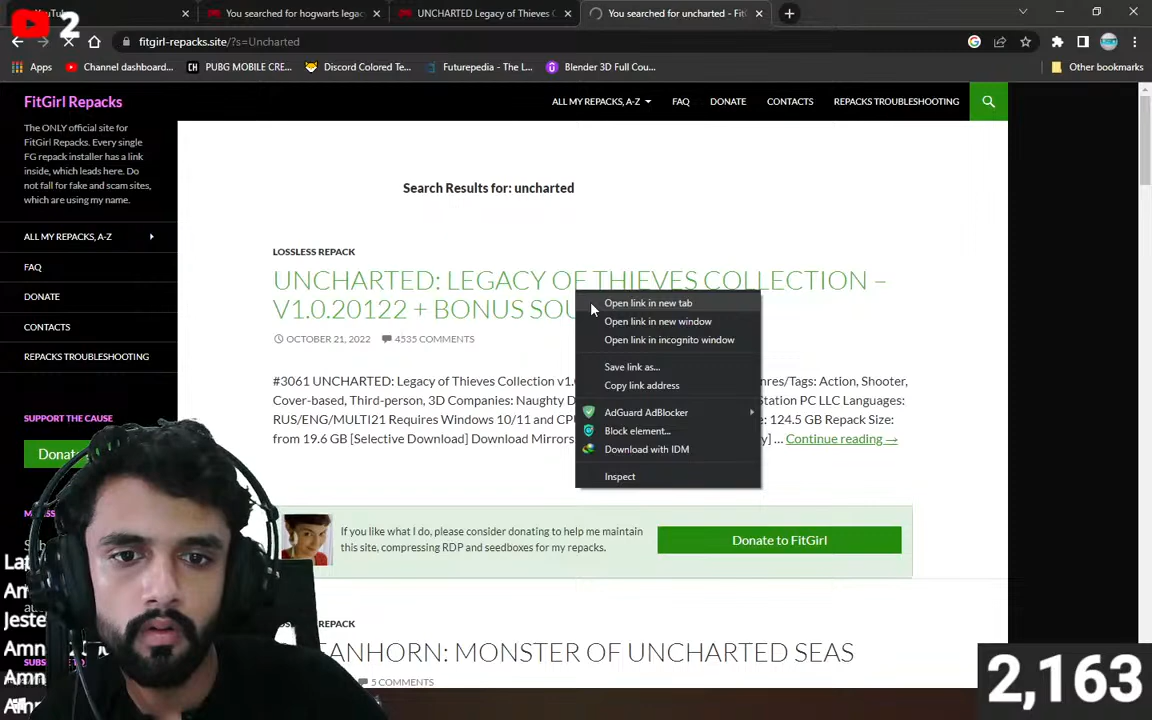 2
You searched for hogwarts legac
UNCHARTED Legacy of Thieves C
You searched for uncharted - FitG
fitgirl-repacks.site/?s=Uncharted
Apps
Channel dashboard...
CH
PUBG MOBILE CRE...
Discord Colored Te...
Futurepedia - The L...
Blender 3D Full Cou...
Other bookmarks
FitGirl Repacks
ALL MY REPACKS, A-Z
FAQ
DONATE
CONTACTS
REPACKS TROUBLESHOOTING
The ONLY official site for
FitGirl Repacks. Every single
FG repack installer has a link
inside, which leads here. Do
not fall for fake and scam sites,
which are using my name.
ALL MY REPACKS, A-Z
FAQ
DONATE
CONTACTS
REPACKS TROUBLESHOOTING
SUPPORT THE CAUSE
Donate
Search Results for: uncharted
LOSSLESS REPACK
UNCHARTED: LEGACY OF THIEVES COLLECTION –
V1.0.20122 + BONUS SOU
OCTOBER 21, 2022
4535 COMMENTS
#3061 UNCHARTED: Legacy of Thieves Collection v1. nres/Tags: Action, Shooter,
Cover-based, Third-person, 3D Companies: Naughty D Station PC LLC Languages:
RUS/ENG/MULTI21 Requires Windows 10/11 and CP e: 124.5 GB Repack Size:
from 19.6 GB [Selective Download] Download Mirrors y] ... Continue reading →
Open link in new tab
Open link in new window
Open link in incognito window
Save link as...
Copy link address
AdGuard AdBlocker
Block element...
Download with IDM
Inspect
If you like what I do, please consider donating to help me maintain
this site, compressing RDP and seedboxes for my repacks.
Donate to FitGirl
REPACK
ANHORN: MONSTER OF UNCHARTED SEAS
5 COMMENTS
Jeste
Amn
2,163